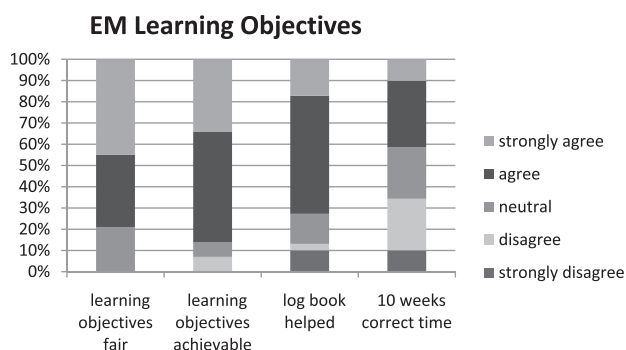 EM Learning Objectives
100%
90%
80%
70%
60%
50%
40%
30%
20%
10%
0%
learning
objectives
fair
learning
objectives
achievable
log book
helped
10 weeks
correct time
strongly agree
agree
neutral
disagree
strongly disagree